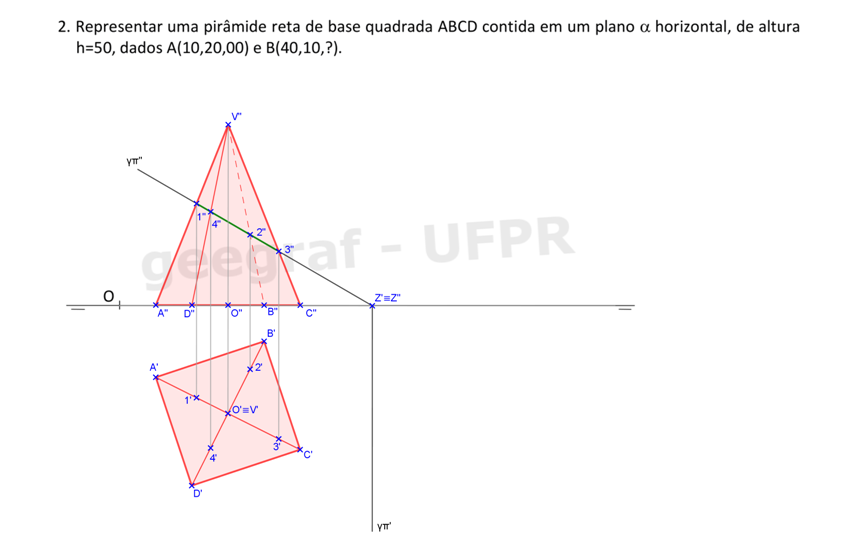 2. Representar uma pirâmide reta de base quadrada ABCD contida em um plano α horizontal, de altura
h=50, dados A(10,20,00) e B(40,10,?).
V"
γπ"
1"
4"
2"
3"
geegraf - UFPR
O
Z'≡Z"
A"
D"
O"
B"
C"
B'
A'
2'
1'
O'≡V'
3'
4'
C'
D'
γπ'